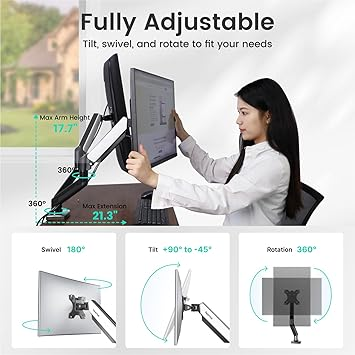 Fully Adjustable
Tilt, swivel, and rotate to fit your needs
Max Arm Height
17.7"
360°
360°
Max Extension
21.3"
Swivel 180°
Tilt +90° to -45°
Rotation 360°